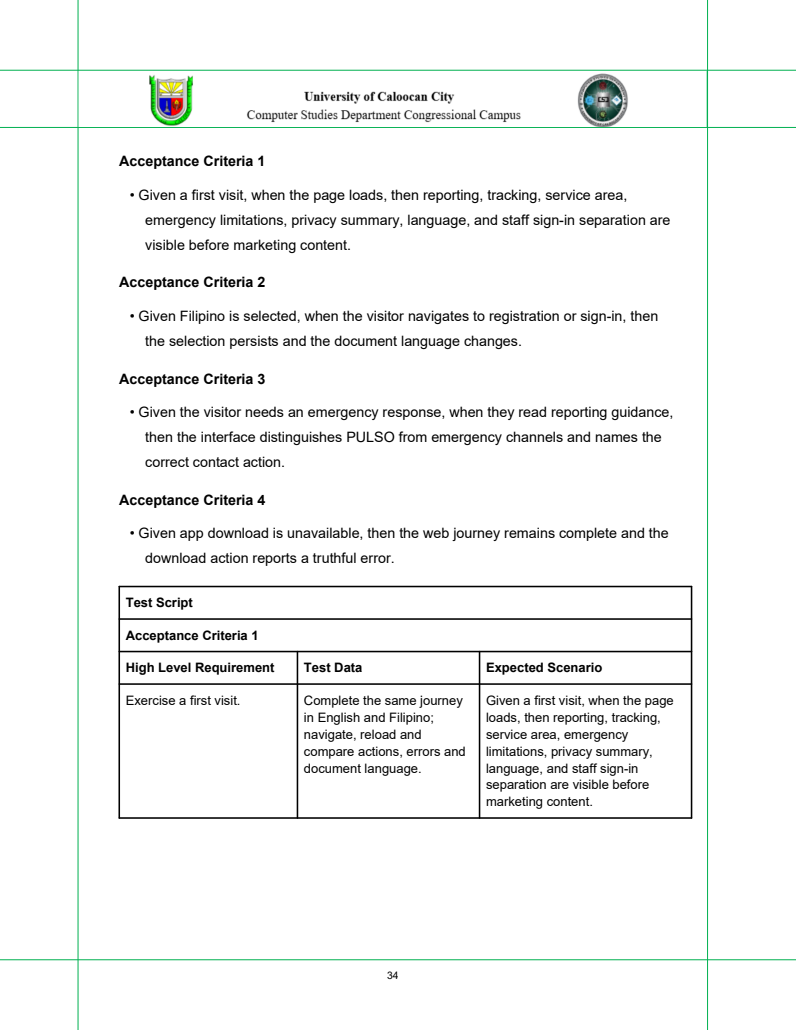 University of Caloocan City
Computer Studies Department Congressional Campus
Acceptance Criteria 1
• Given a first visit, when the page loads, then reporting, tracking, service area,
emergency limitations, privacy summary, language, and staff sign-in separation are
visible before marketing content.
Acceptance Criteria 2
• Given Filipino is selected, when the visitor navigates to registration or sign-in, then
the selection persists and the document language changes.
Acceptance Criteria 3
• Given the visitor needs an emergency response, when they read reporting guidance,
then the interface distinguishes PULSO from emergency channels and names the
correct contact action.
Acceptance Criteria 4
• Given app download is unavailable, then the web journey remains complete and the
download action reports a truthful error.
Test Script
Acceptance Criteria 1
High Level Requirement
Test Data
Expected Scenario
Exercise a first visit.
Complete the same journey
in English and Filipino;
navigate, reload and
compare actions, errors and
document language.
Given a first visit, when the page
loads, then reporting, tracking,
service area, emergency
limitations, privacy summary,
language, and staff sign-in
separation are visible before
marketing content.
34